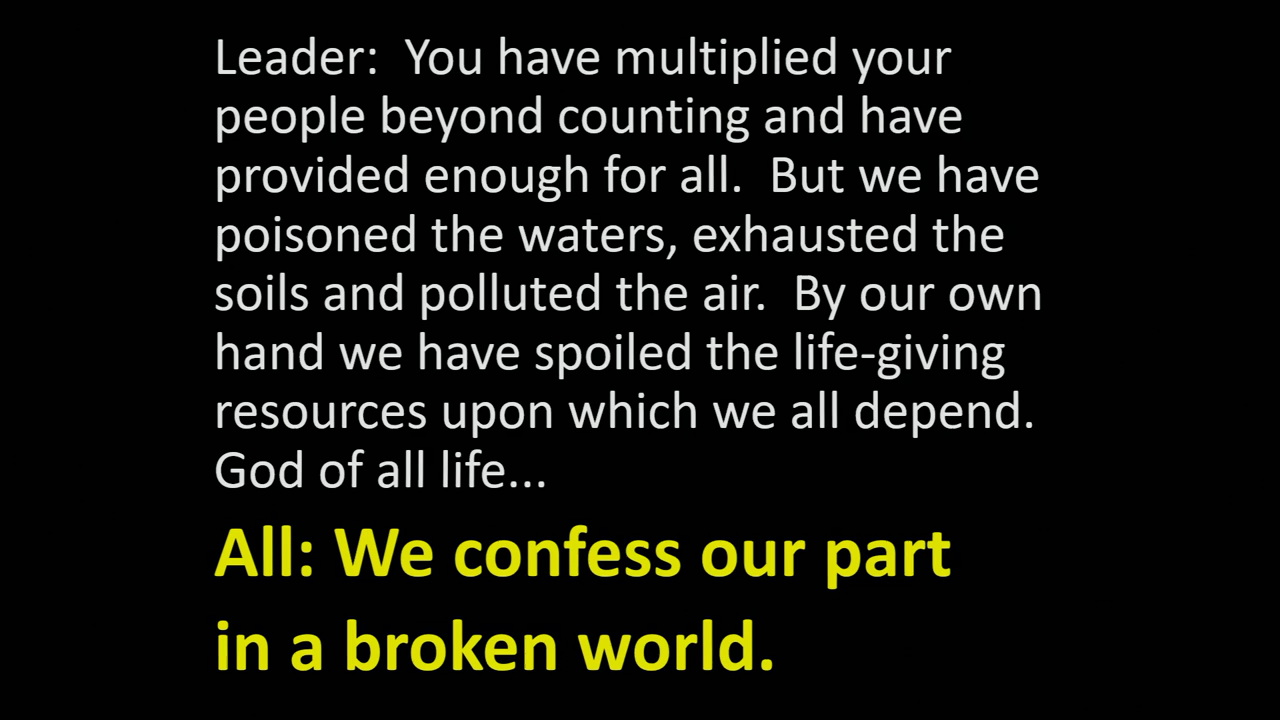 Leader:  You have multiplied your
people beyond counting and have
provided enough for all.  But we have
poisoned the waters, exhausted the
soils and polluted the air.  By our own
hand we have spoiled the life-giving
resources upon which we all depend.
God of all life...
All: We confess our part
in a broken world.